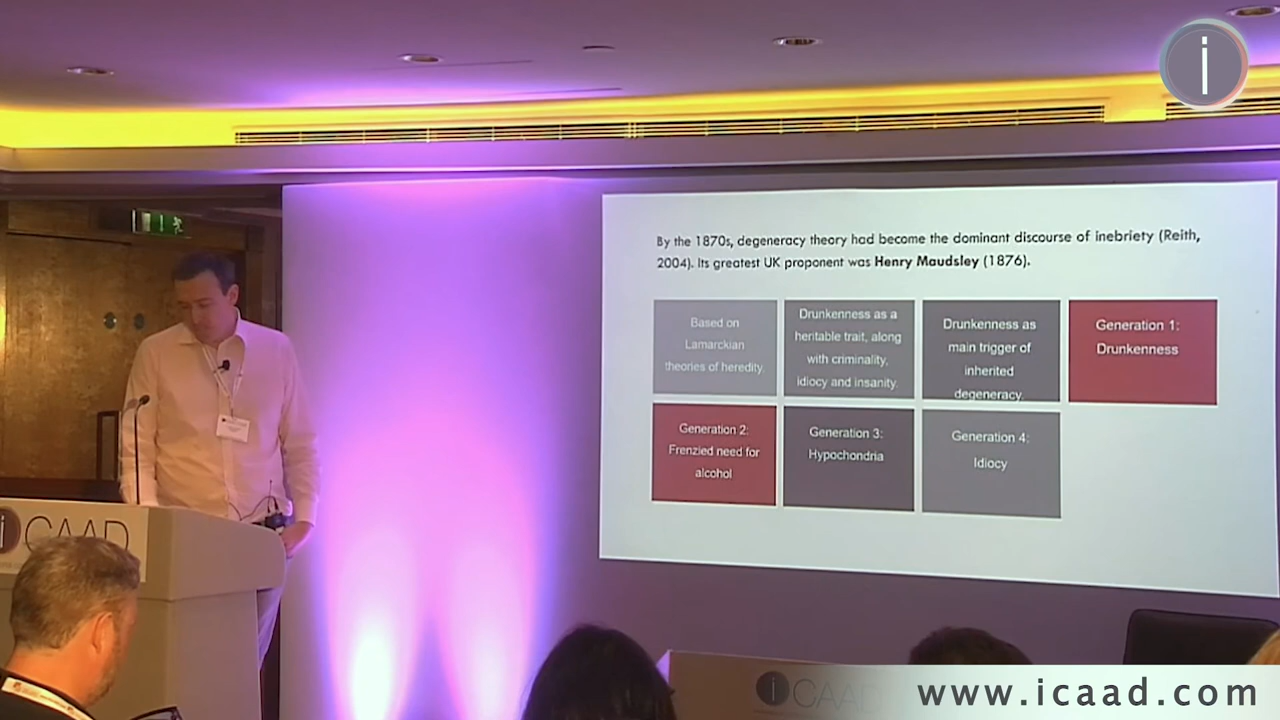 i
By the 1870s, degeneracy theory had become the dominant discourse of inebriety (Reith,
2004). Its greatest UK proponent was Henry Maudsley (1876).
Based on
Lamarckian
theories of heredity.
Drunkenness as a
heritable trait, along
with criminality,
idiocy and insanity.
Drunkenness as
main trigger of
inherited
degeneracy.
Generation 1:
Drunkenness
Generation 2:
Frenzied need for
alcohol
Generation 3:
Hypochondria
Generation 4:
Idiocy
iCAAD
iCAAD
www.icaad.com